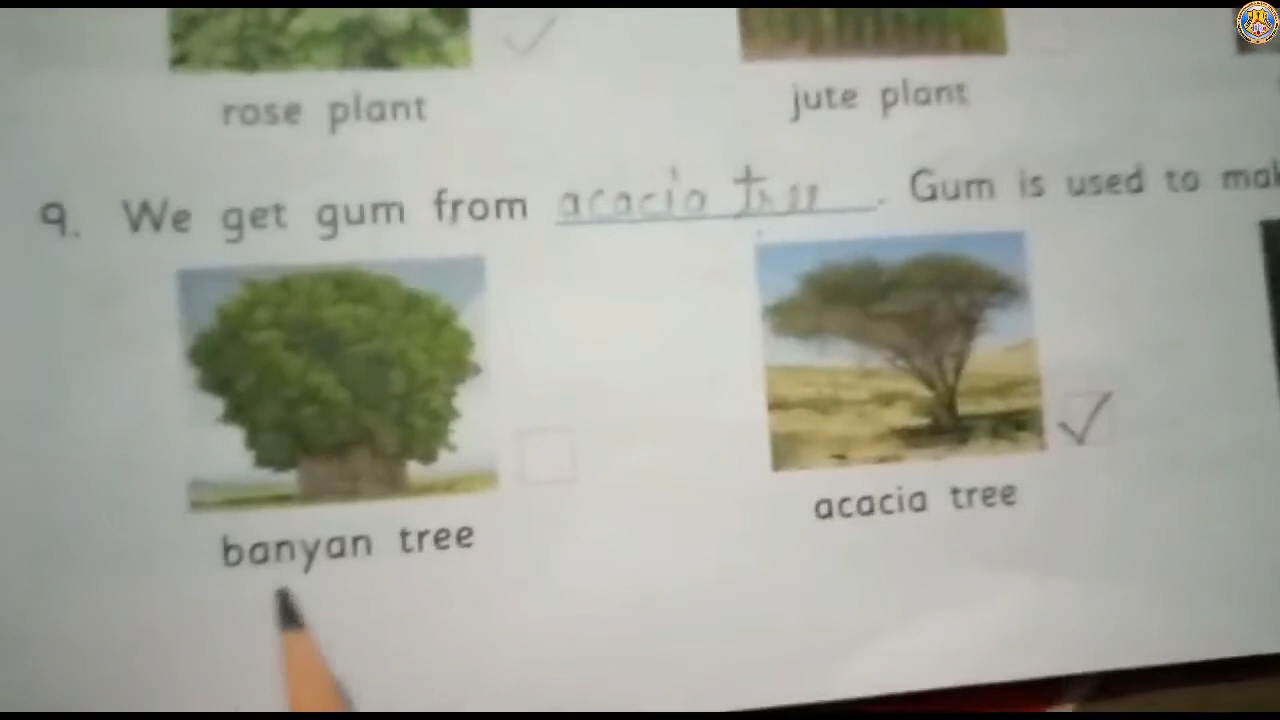 rose plant
jute plant
9. We get gum from acacia tree. Gum is used to
banyan tree
acacia tree